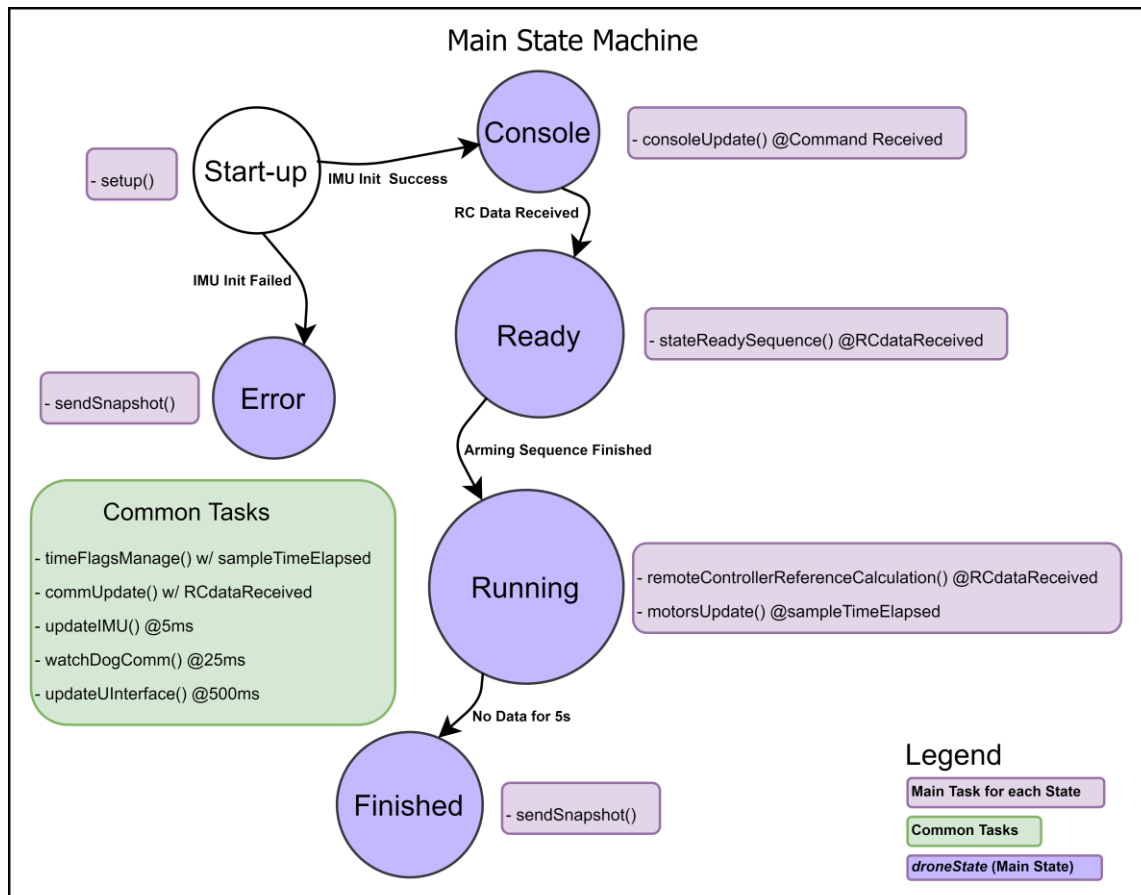 Main State Machine
Console
- consoleUpdate() @Command Received
Start-up
- setup()
IMU Init  Success
RC Data Received
IMU Init Failed
Ready
- stateReadySequence() @RCdataReceived
Error
- sendSnapshot()
Arming Sequence Finished
Common Tasks
- timeFlagsManage() w/ sampleTimeElapsed
- commUpdate() w/ RCdataReceived
- updateIMU() @5ms
- watchDogComm() @25ms
- updateUInterface() @500ms
Running
- remoteControllerReferenceCalculation() @RCdataReceived
- motorsUpdate() @sampleTimeElapsed
No Data for 5s
Finished
- sendSnapshot()
Legend
Main Task for each State
Common Tasks
droneState (Main State)